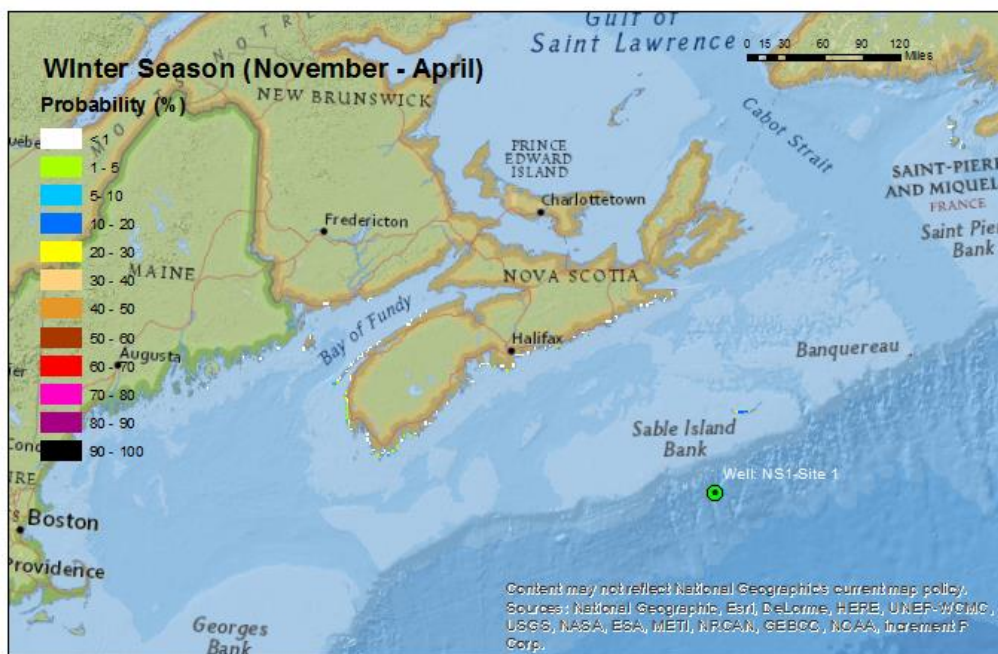 Gulf of
Saint Lawrence
0 15 30 60 90 120
Miles
WInter Season (November - April)
Probability (%)
NEW BRUNSWICK
Cabot Strait
1 - 5
5 - 10
10 - 20
20 - 30
30 - 40
40 - 50
50 - 60
60 - 70
70 - 80
80 - 90
90 - 100
PRINCE
EDWARD
ISLAND
Charlottetown
SAINT-PIERRE
AND MIQUEL
FRANCE
Saint Pier
Bank
Fredericton
MAINE
NOVA SCOTIA
Bay of Fundy
Halifax
Augusta
Banquereau
Sable Island
Bank
Well: NS1-Site 1
Boston
Providence
Georges
Bank
Content may not reflect National Geographic's current map policy.
Sources: National Geographic, Esri, DeLorme, HERE, UNEP-WCMC,
USGS, NASA, ESA, METI, NRCAN, GEBCO, NOAA, increment P
Corp.